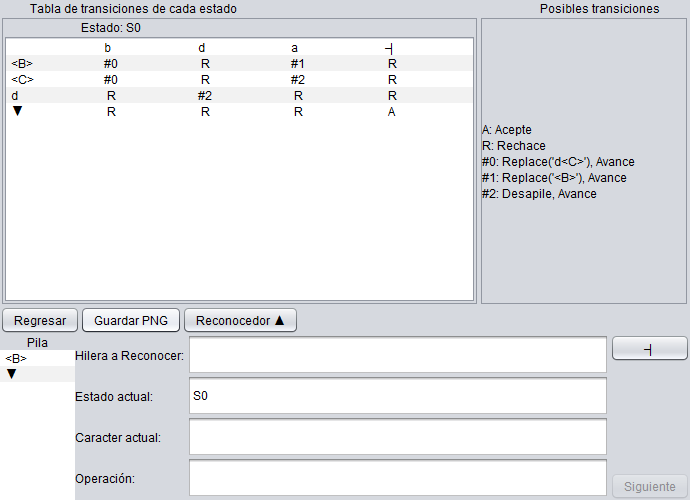 Tabla de transiciones de cada estado
Posibles transiciones
Estado: S0
b d a ⊣
<B> #0 R #1 R
<C> #0 R #2 R
d R #2 R R
▼ R R R A
A: Acepte
R: Rechace
#0: Replace('d<C>'), Avance
#1: Replace('<B>'), Avance
#2: Desapile, Avance
Regresar
Guardar PNG
Reconocedor ▲
Pila
<B>
▼
Hilera a Reconocer:
⊣
Estado actual:
S0
Caracter actual:
Operación:
Siguiente